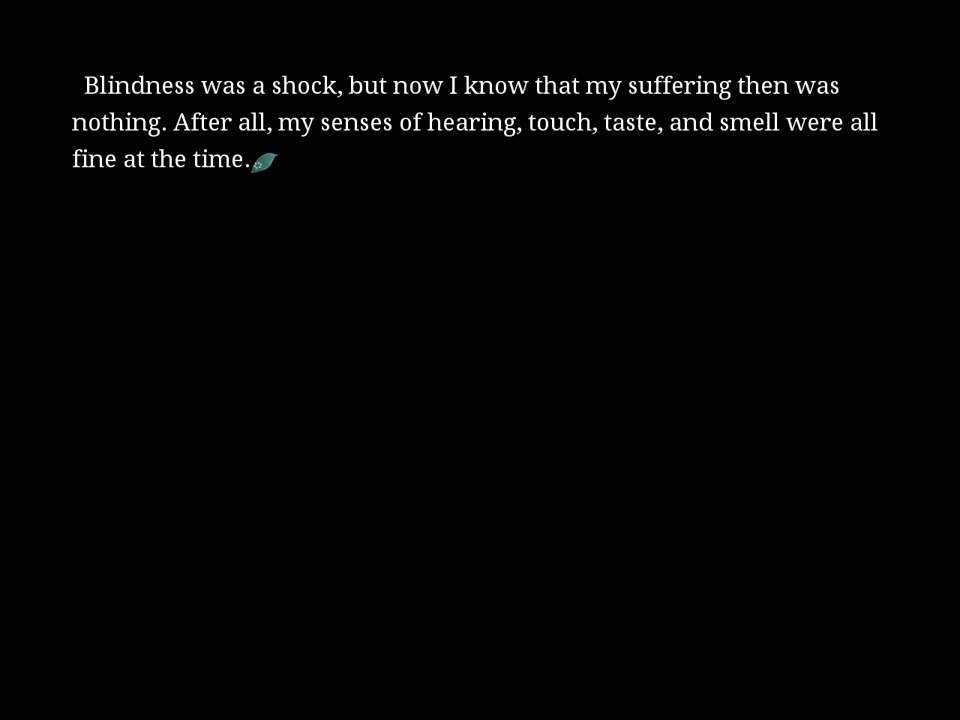 Blindness was a shock, but now I know that my suffering then was
nothing. After all, my senses of hearing, touch, taste, and smell were all
fine at the time.